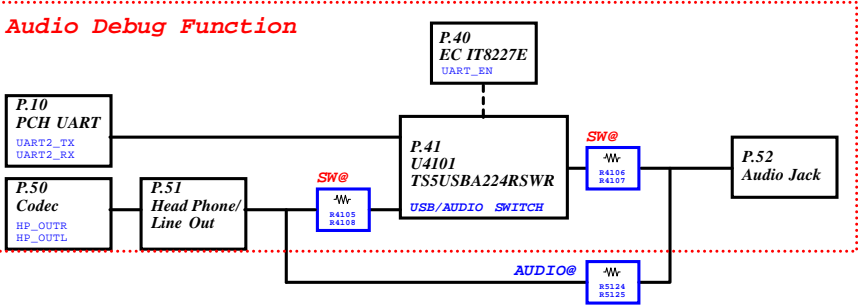 Audio Debug Function
P.40
EC IT8227E
UART_EN
P.10
PCH UART
UART2_TX
UART2_RX
P.41
U4101
TS5USBA224RSWR
USB/AUDIO SWITCH
SW@
R4106
R4107
P.52
Audio Jack
P.50
Codec
HP_OUTR
HP_OUTL
P.51
Head Phone/
Line Out
SW@
R4105
R4108
AUDIO@
R5124
R5125